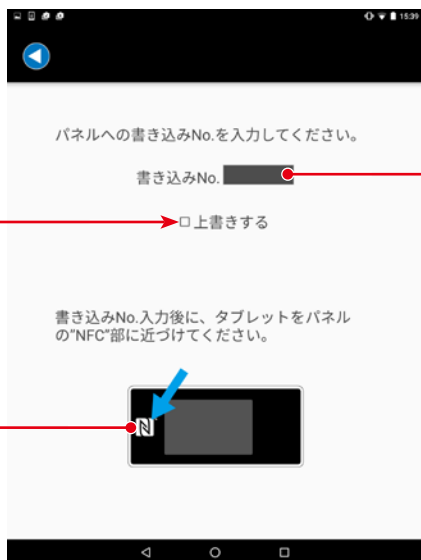 15:39
パネルへの書き込みNo.を入力してください。
書き込みNo.
上書きする
書き込みNo.入力後に、タブレットをパネル
の"NFC"部に近づけてください。